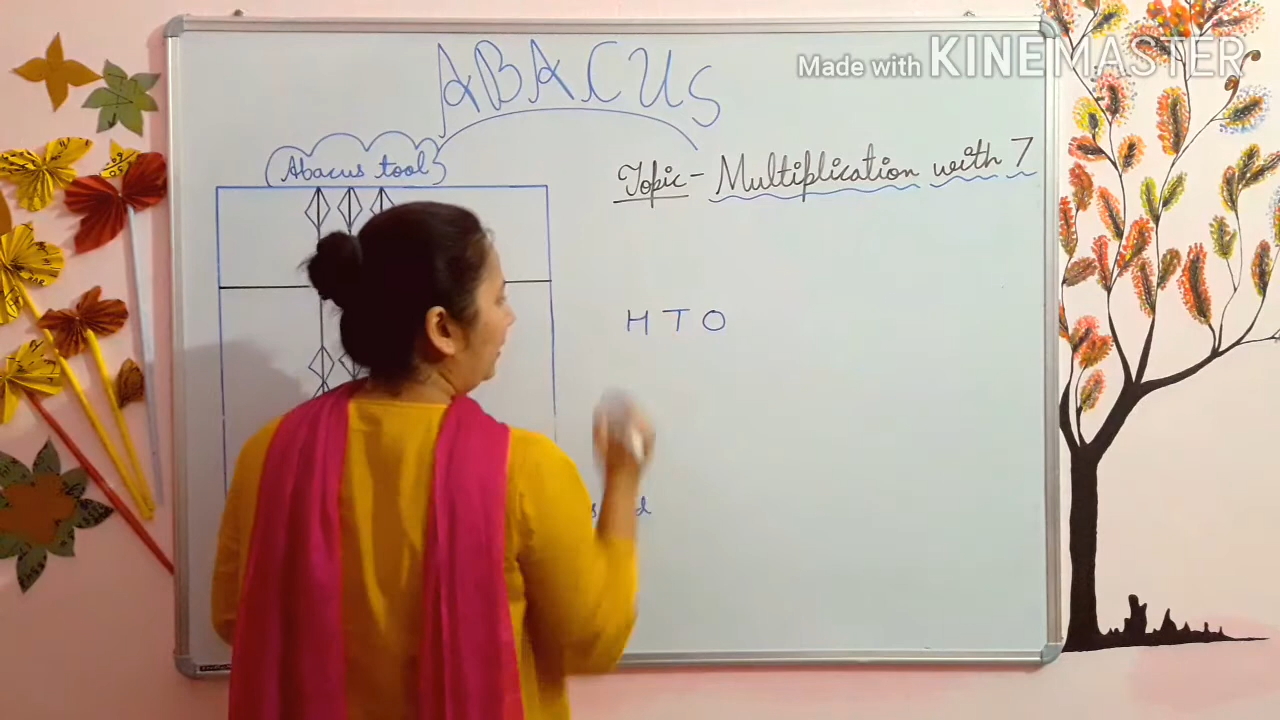 Made with KINEMASTER
ABACUS
Abacus tool
Topic - Multiplication with 7
H T O